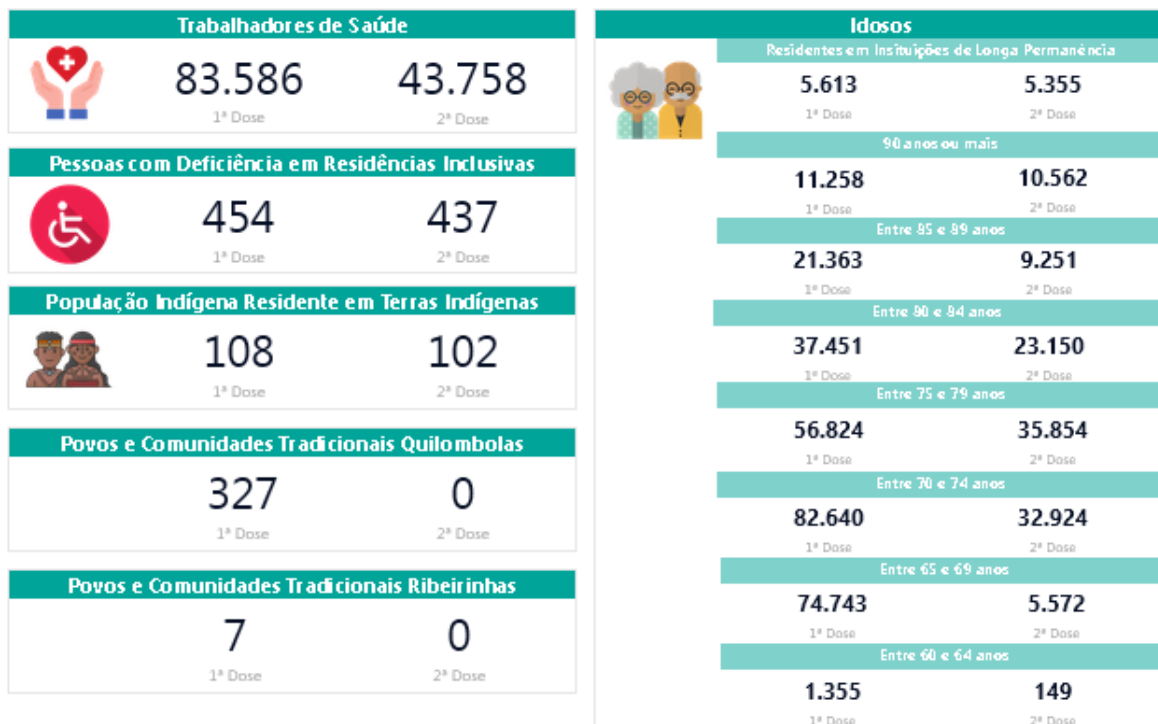 Trabalhadores de Saúde
83.586 43.758
1ª Dose 2ª Dose
Pessoas com Deficiência em Residências Inclusivas
454 437
1ª Dose 2ª Dose
População Indígena Residente em Terras Indígenas
108 102
1ª Dose 2ª Dose
Povos e Comunidades Tradicionais Quilombolas
327 0
1ª Dose 2ª Dose
Povos e Comunidades Tradicionais Ribeirinhas
7 0
1ª Dose 2ª Dose
Idosos
Residentes em Insituições de Longa Permanência
5.613 5.355
1ª Dose 2ª Dose
90 anos ou mais
11.258 10.562
1ª Dose 2ª Dose
Entre 85 e 89 anos
21.363 9.251
1ª Dose 2ª Dose
Entre 80 e 84 anos
37.451 23.150
1ª Dose 2ª Dose
Entre 75 e 79 anos
56.824 35.854
1ª Dose 2ª Dose
Entre 70 e 74 anos
82.640 32.924
1ª Dose 2ª Dose
Entre 65 e 69 anos
74.743 5.572
1ª Dose 2ª Dose
Entre 60 e 64 anos
1.355 149
1ª Dose 2ª Dose